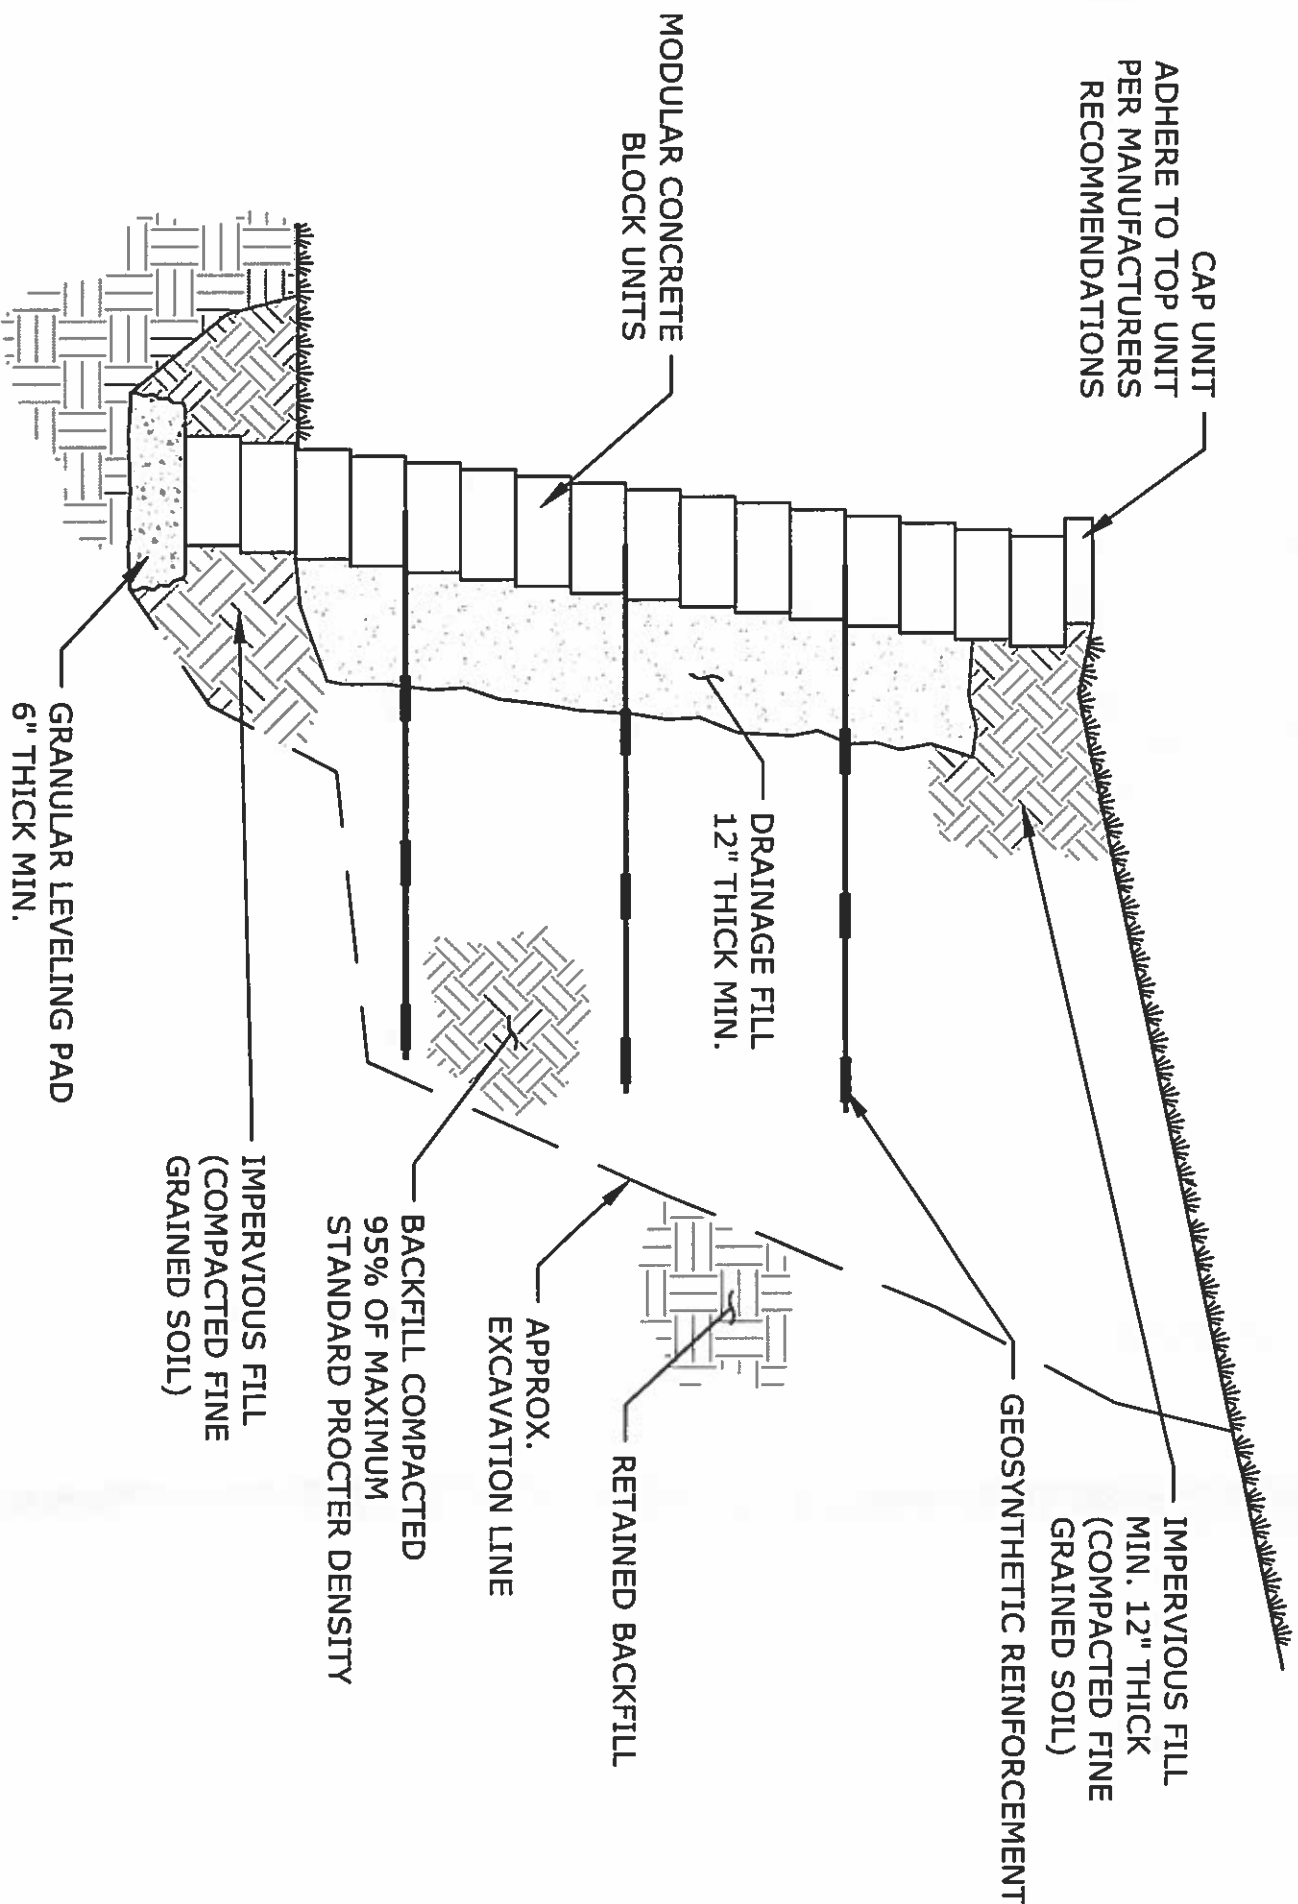 CAP UNIT
ADHERE TO TOP UNIT
PER MANUFACTURERS
RECOMMENDATIONS
MODULAR CONCRETE
BLOCK UNITS
IMPERVIOUS FILL
MIN. 12" THICK
(COMPACTED FINE
GRAINED SOIL)
GEOSYNTHETIC REINFORCEMENT
DRAINAGE FILL
12" THICK MIN.
RETAINED BACKFILL
APPROX.
EXCAVATION LINE
BACKFILL COMPACTED
95% OF MAXIMUM
STANDARD PROCTER DENSITY
IMPERVIOUS FILL
(COMPACTED FINE
GRAINED SOIL)
GRANULAR LEVELING PAD
6" THICK MIN.